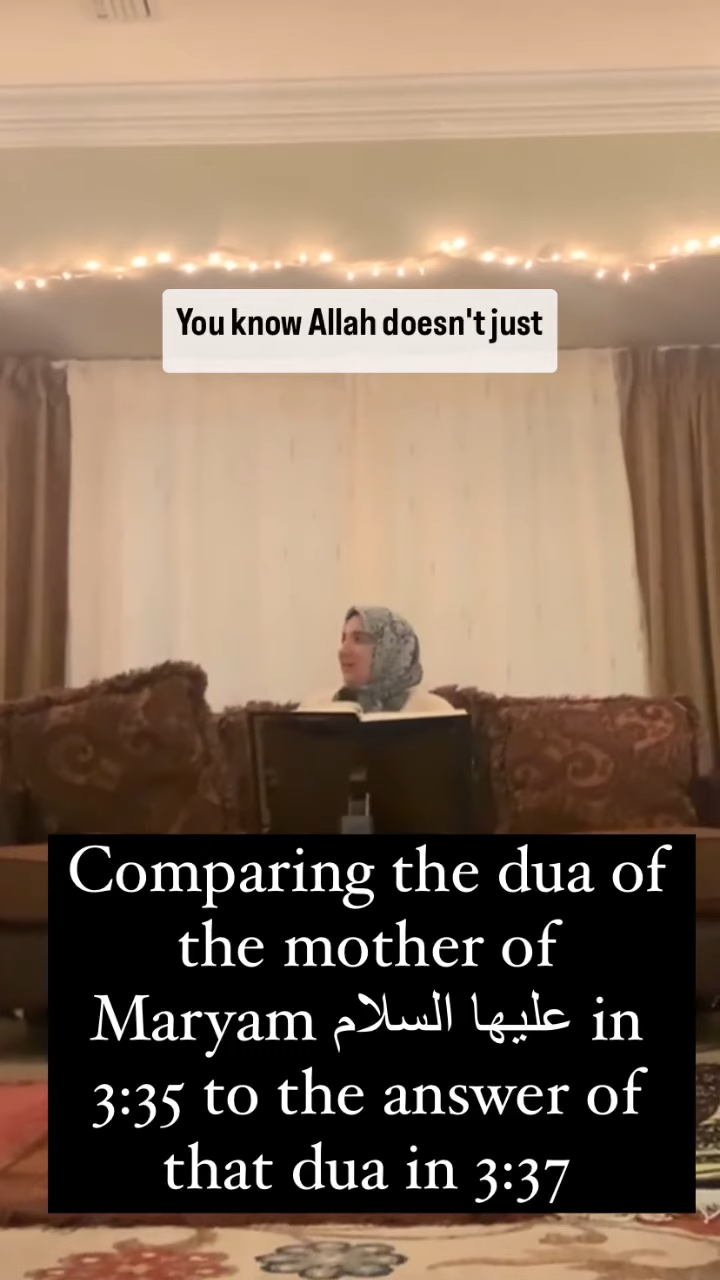 You know Allah doesn't just
Comparing the dua of
the mother of
Maryam عليها السلام in
3:35 to the answer of
that dua in 3:37